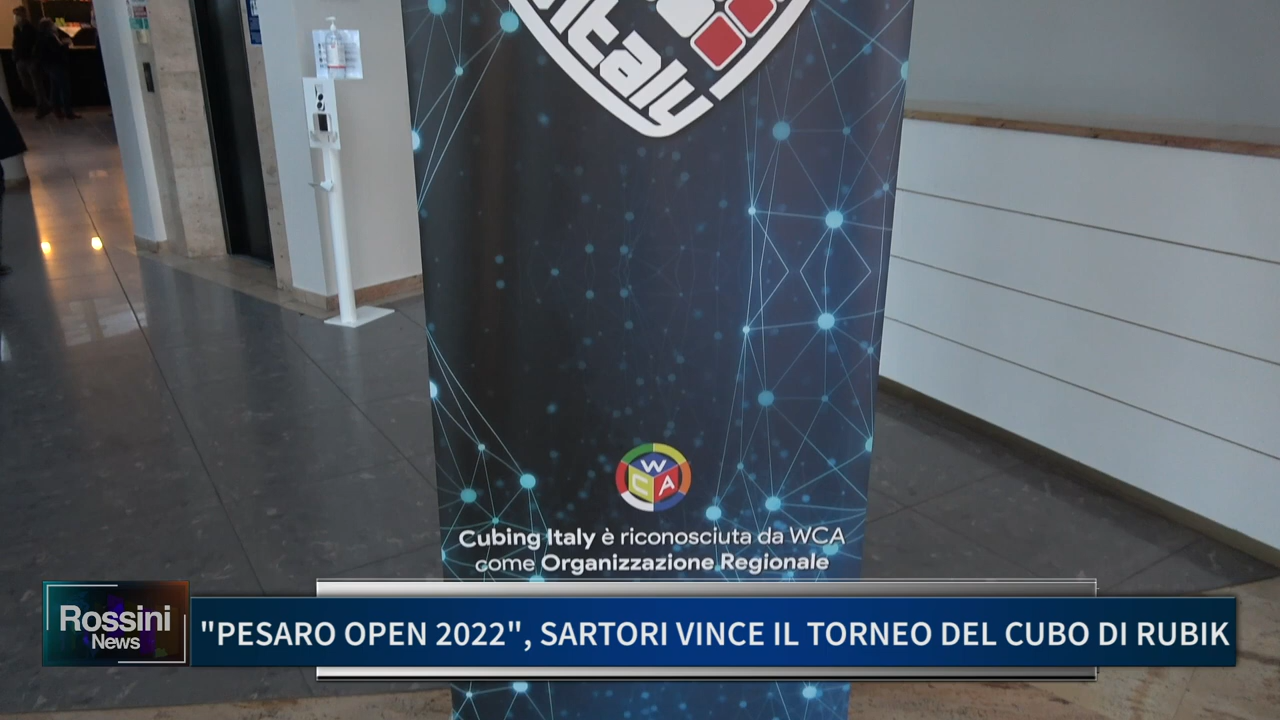 Italy
WCA
Cubing Italy è riconosciuta da WCA
come Organizzazione Regionale
Rossini
News
"PESARO OPEN 2022", SARTORI VINCE IL TORNEO DEL CUBO DI RUBIK